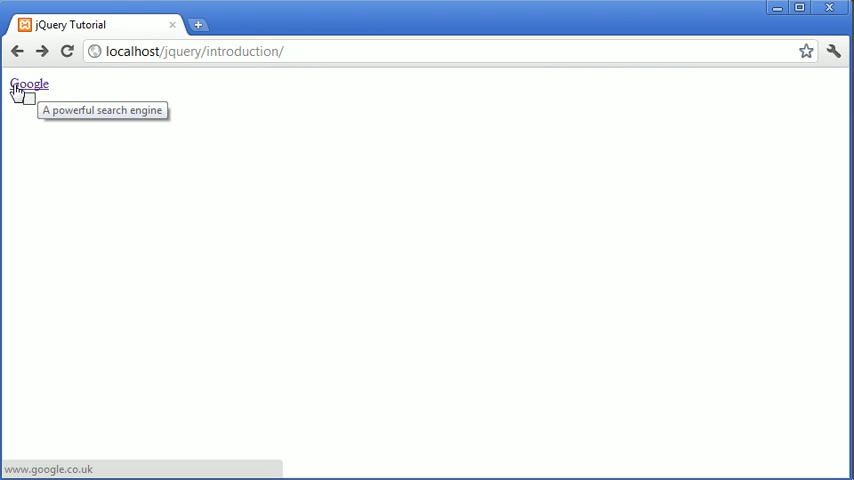 jQuery Tutorial
localhost/jquery/introduction/
Google
A powerful search engine
www.google.co.uk